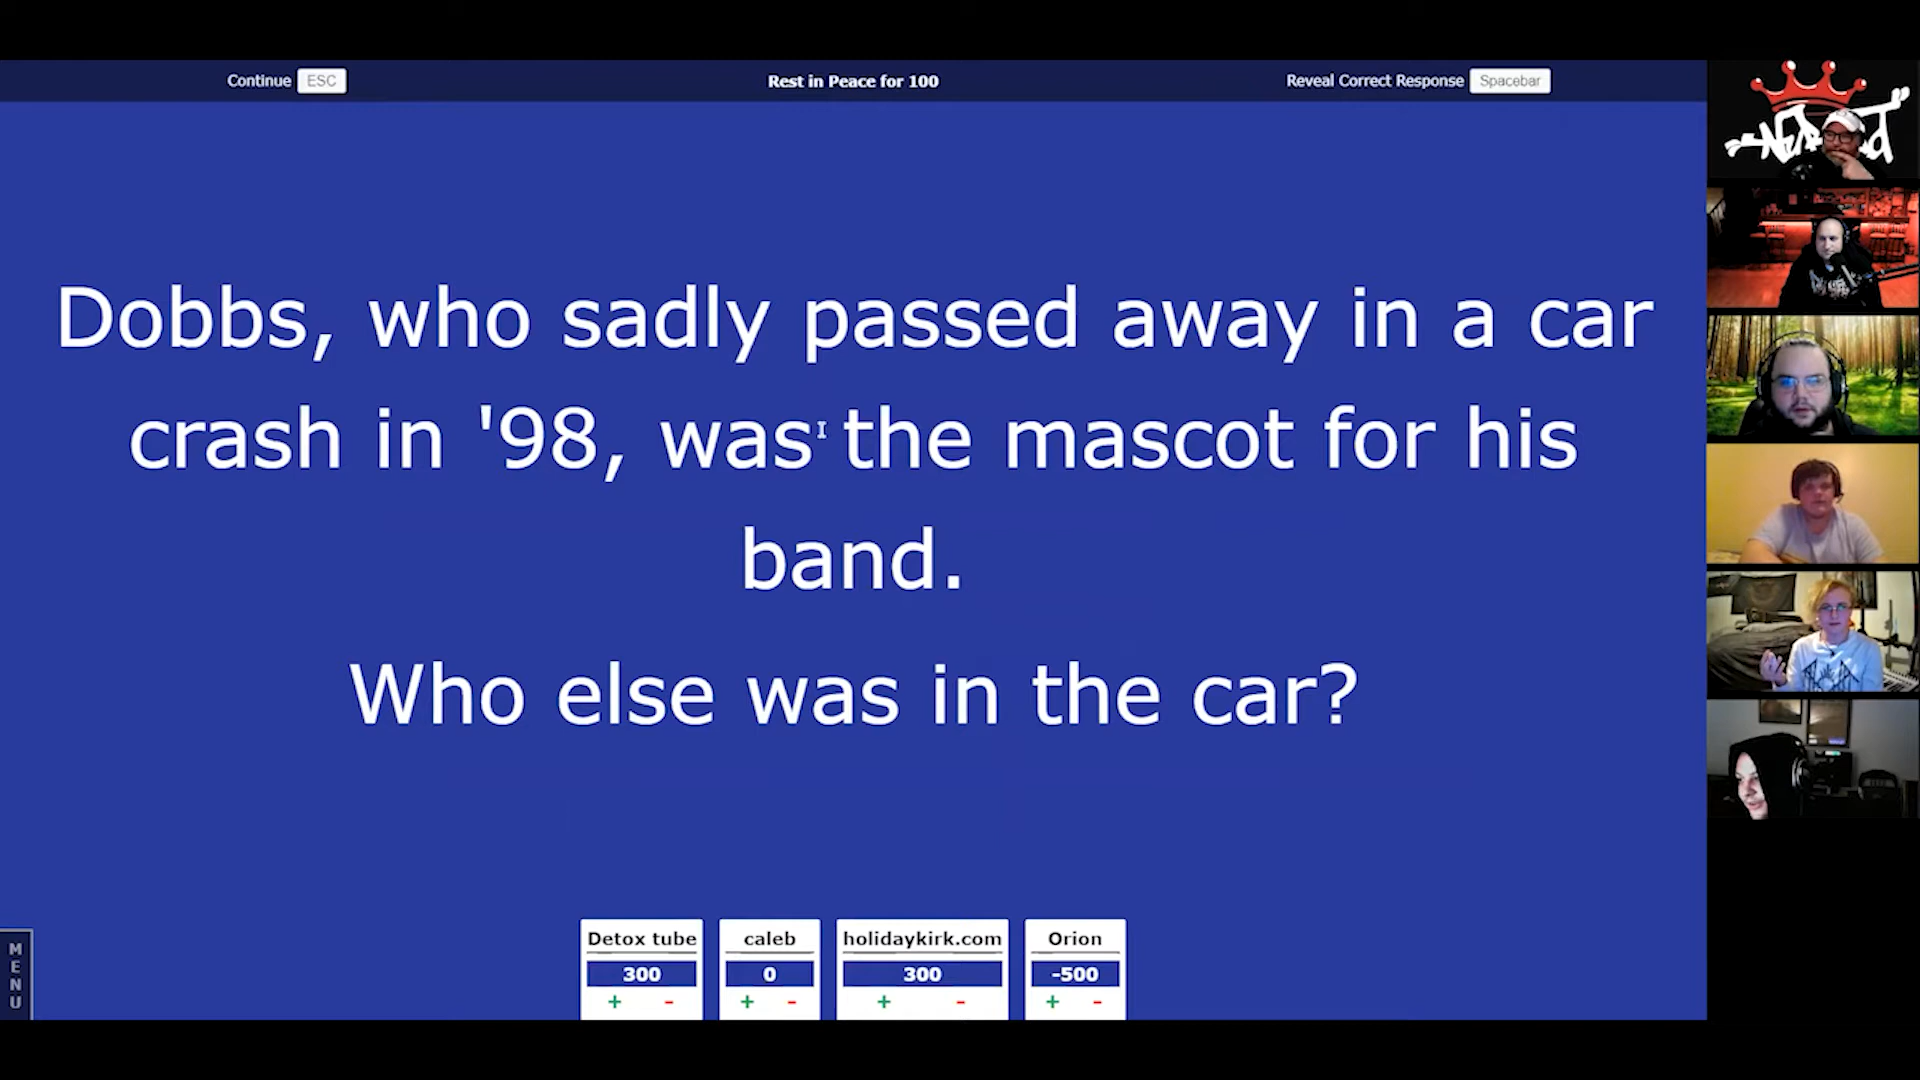 Continue ESC
Rest in Peace for 100
Reveal Correct Response Spacebar
Dobbs, who sadly passed away in a car
crash in '98, was the mascot for his
band.
Who else was in the car?
MENU
Detox tube
300
+ -
caleb
0
+ -
holidaykirk.com
300
+ -
Orion
-500
+ -